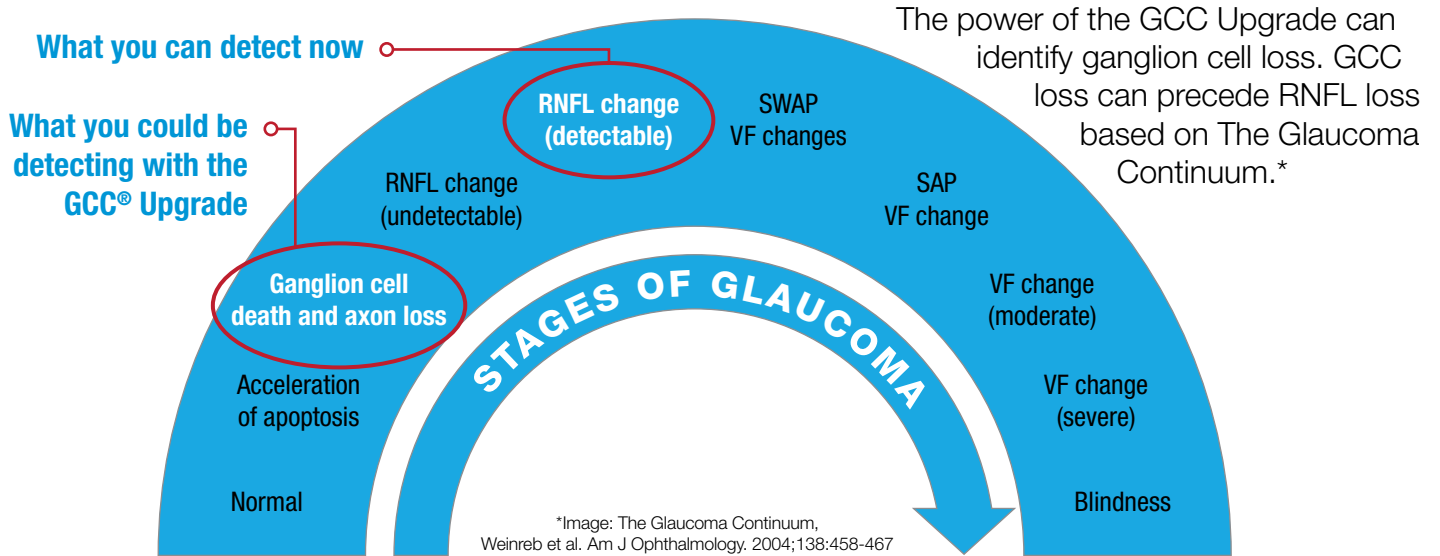 What you can detect now
What you could be
detecting with the
GCC® Upgrade
The power of the GCC Upgrade can
identify ganglion cell loss. GCC
loss can precede RNFL loss
based on The Glaucoma
Continuum.*
Normal
Acceleration
of apoptosis
Ganglion cell
death and axon loss
RNFL change
(undetectable)
RNFL change
(detectable)
SWAP
VF changes
SAP
VF change
VF change
(moderate)
VF change
(severe)
Blindness
STAGES OF GLAUCOMA
*Image: The Glaucoma Continuum,
Weinreb et al. Am J Ophthalmology. 2004;138:458-467